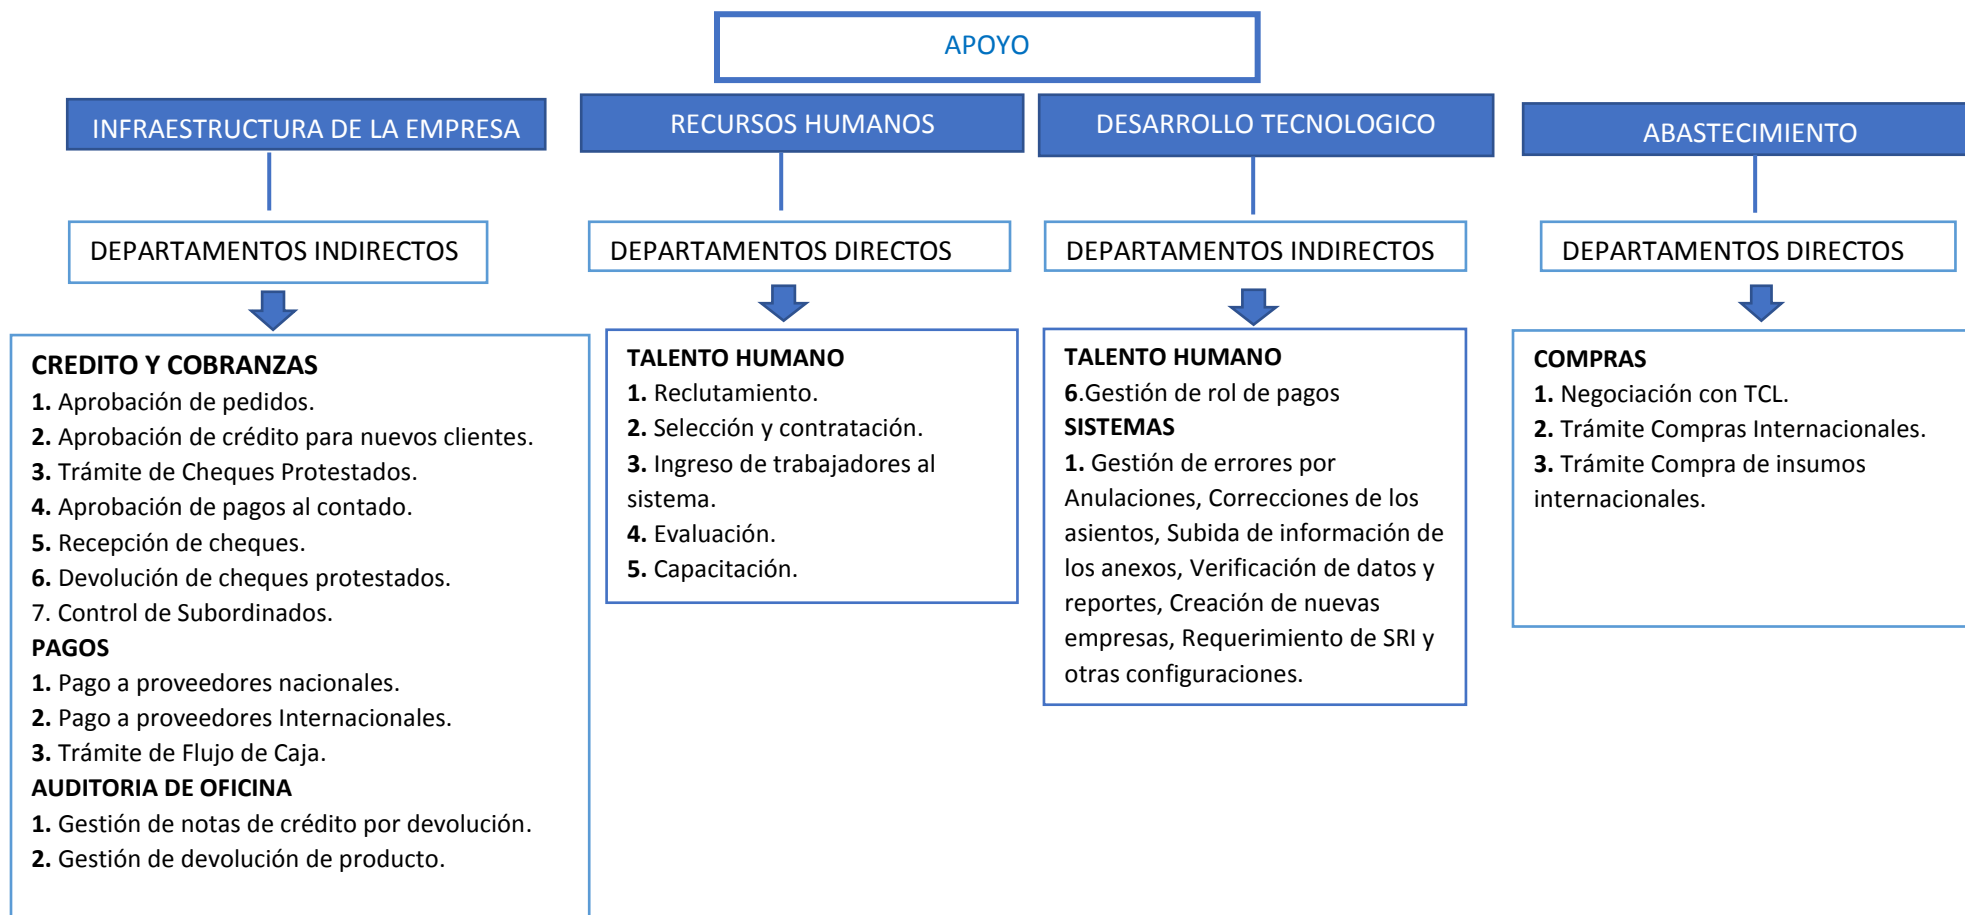 APOYO
INFRAESTRUCTURA DE LA EMPRESA
DEPARTAMENTOS INDIRECTOS
CREDITO Y COBRANZAS
1. Aprobación de pedidos.
2. Aprobación de crédito para nuevos clientes.
3. Trámite de Cheques Protestados.
4. Aprobación de pagos al contado.
5. Recepción de cheques.
6. Devolución de cheques protestados.
7. Control de Subordinados.
PAGOS
1. Pago a proveedores nacionales.
2. Pago a proveedores Internacionales.
3. Trámite de Flujo de Caja.
AUDITORIA DE OFICINA
1. Gestión de notas de crédito por devolución.
2. Gestión de devolución de producto.
RECURSOS HUMANOS
DEPARTAMENTOS DIRECTOS
TALENTO HUMANO
1. Reclutamiento.
2. Selección y contratación.
3. Ingreso de trabajadores al
sistema.
4. Evaluación.
5. Capacitación.
DESARROLLO TECNOLOGICO
DEPARTAMENTOS INDIRECTOS
TALENTO HUMANO
6.Gestión de rol de pagos
SISTEMAS
1. Gestión de errores por
Anulaciones, Correcciones de los
asientos, Subida de información de
los anexos, Verificación de datos y
reportes, Creación de nuevas
empresas, Requerimiento de SRI y
otras configuraciones.
ABASTECIMIENTO
DEPARTAMENTOS DIRECTOS
COMPRAS
1. Negociación con TCL.
2. Trámite Compras Internacionales.
3. Trámite Compra de insumos
internacionales.